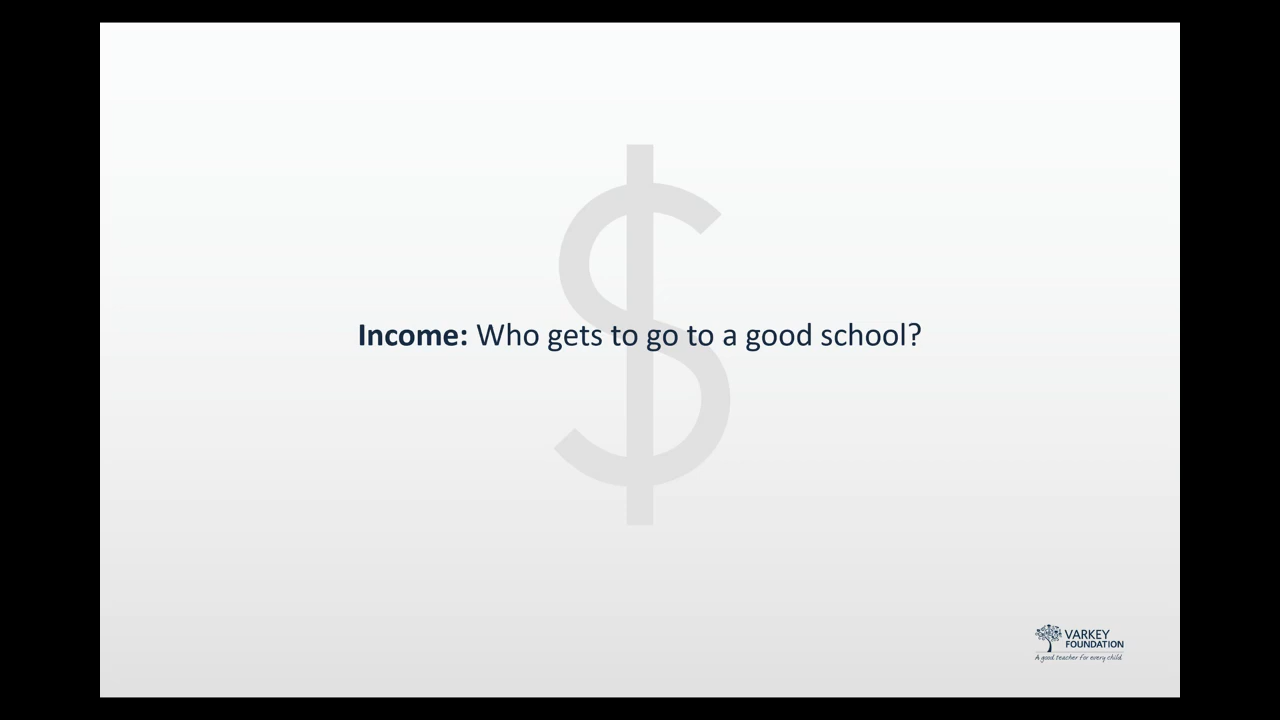 $
Income: Who gets to go to a good school?
VARKEY
FOUNDATION
A good teacher for every child